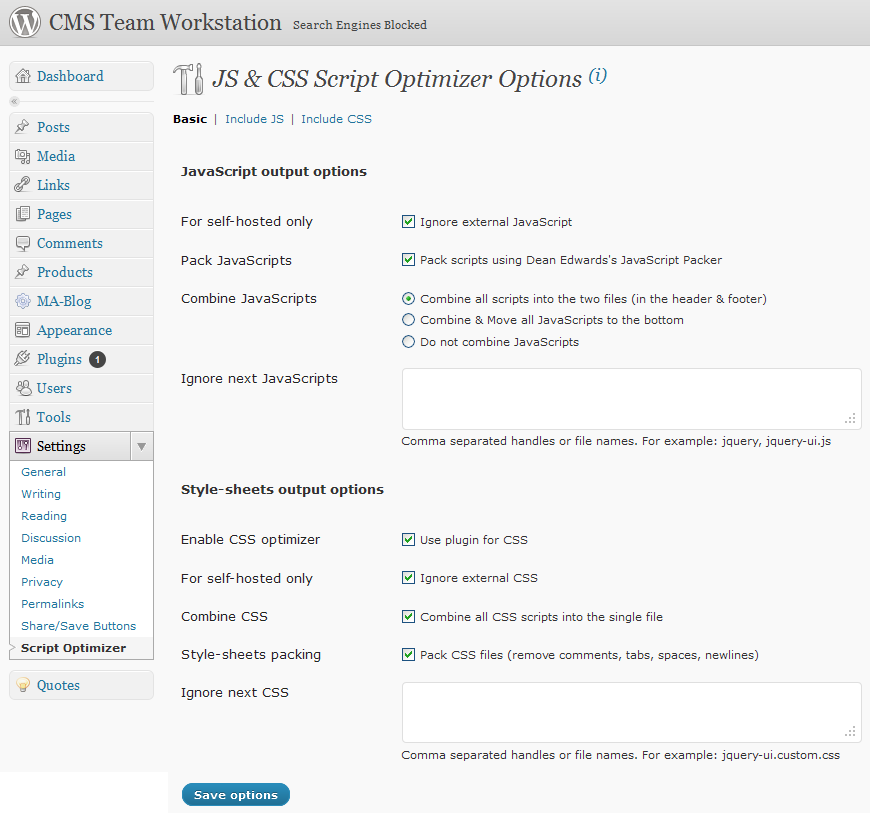 CMS Team Workstation Search Engines Blocked
Dashboard
Posts
Media
Links
Pages
Comments
Products
MA-Blog
Appearance
Plugins 1
Users
Tools
Settings
General
Writing
Reading
Discussion
Media
Privacy
Permalinks
Share/Save Buttons
Script Optimizer
Quotes
JS & CSS Script Optimizer Options (i)
Basic | Include JS | Include CSS
JavaScript output options
For self-hosted only Ignore external JavaScript
Pack JavaScripts Pack scripts using Dean Edwards's JavaScript Packer
Combine JavaScripts Combine all scripts into the two files (in the header & footer)
Combine & Move all JavaScripts to the bottom
Do not combine JavaScripts
Ignore next JavaScripts
Comma separated handles or file names. For example: jquery, jquery-ui.js
Style-sheets output options
Enable CSS optimizer Use plugin for CSS
For self-hosted only Ignore external CSS
Combine CSS Combine all CSS scripts into the single file
Style-sheets packing Pack CSS files (remove comments, tabs, spaces, newlines)
Ignore next CSS
Comma separated handles or file names. For example: jquery-ui.custom.css
Save options